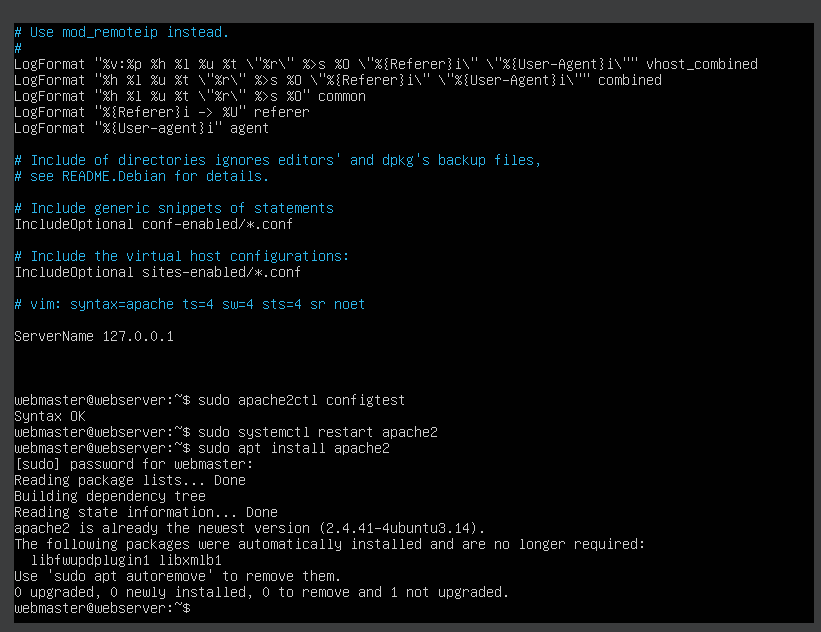 # Use mod_remoteip instead.
#
LogFormat "%v:%p %h %l %u %t \"%r\" %>s %O \"%{Referer}i\" \"%{User-Agent}i\"" vhost_combined
LogFormat "%h %l %u %t \"%r\" %>s %O \"%{Referer}i\" \"%{User-Agent}i\"" combined
LogFormat "%h %l %u %t \"%r\" %>s %O" common
LogFormat "%{Referer}i -> %U" referer
LogFormat "%{User-agent}i" agent
# Include of directories ignores editors' and dpkg's backup files,
# see README.Debian for details.
# Include generic snippets of statements
IncludeOptional conf-enabled/*.conf
# Include the virtual host configurations:
IncludeOptional sites-enabled/*.conf
# vim: syntax=apache ts=4 sw=4 sts=4 sr noet
ServerName 127.0.0.1
webmaster@webserver:~$ sudo apache2ctl configtest
Syntax OK
webmaster@webserver:~$ sudo systemctl restart apache2
webmaster@webserver:~$ sudo apt install apache2
[sudo] password for webmaster:
Reading package lists... Done
Building dependency tree
Reading state information... Done
apache2 is already the newest version (2.4.41-4ubuntu3.14).
The following packages were automatically installed and are no longer required:
  libfwupdplugin1 libxmlb1
Use 'sudo apt autoremove' to remove them.
0 upgraded, 0 newly installed, 0 to remove and 1 not upgraded.
webmaster@webserver:~$